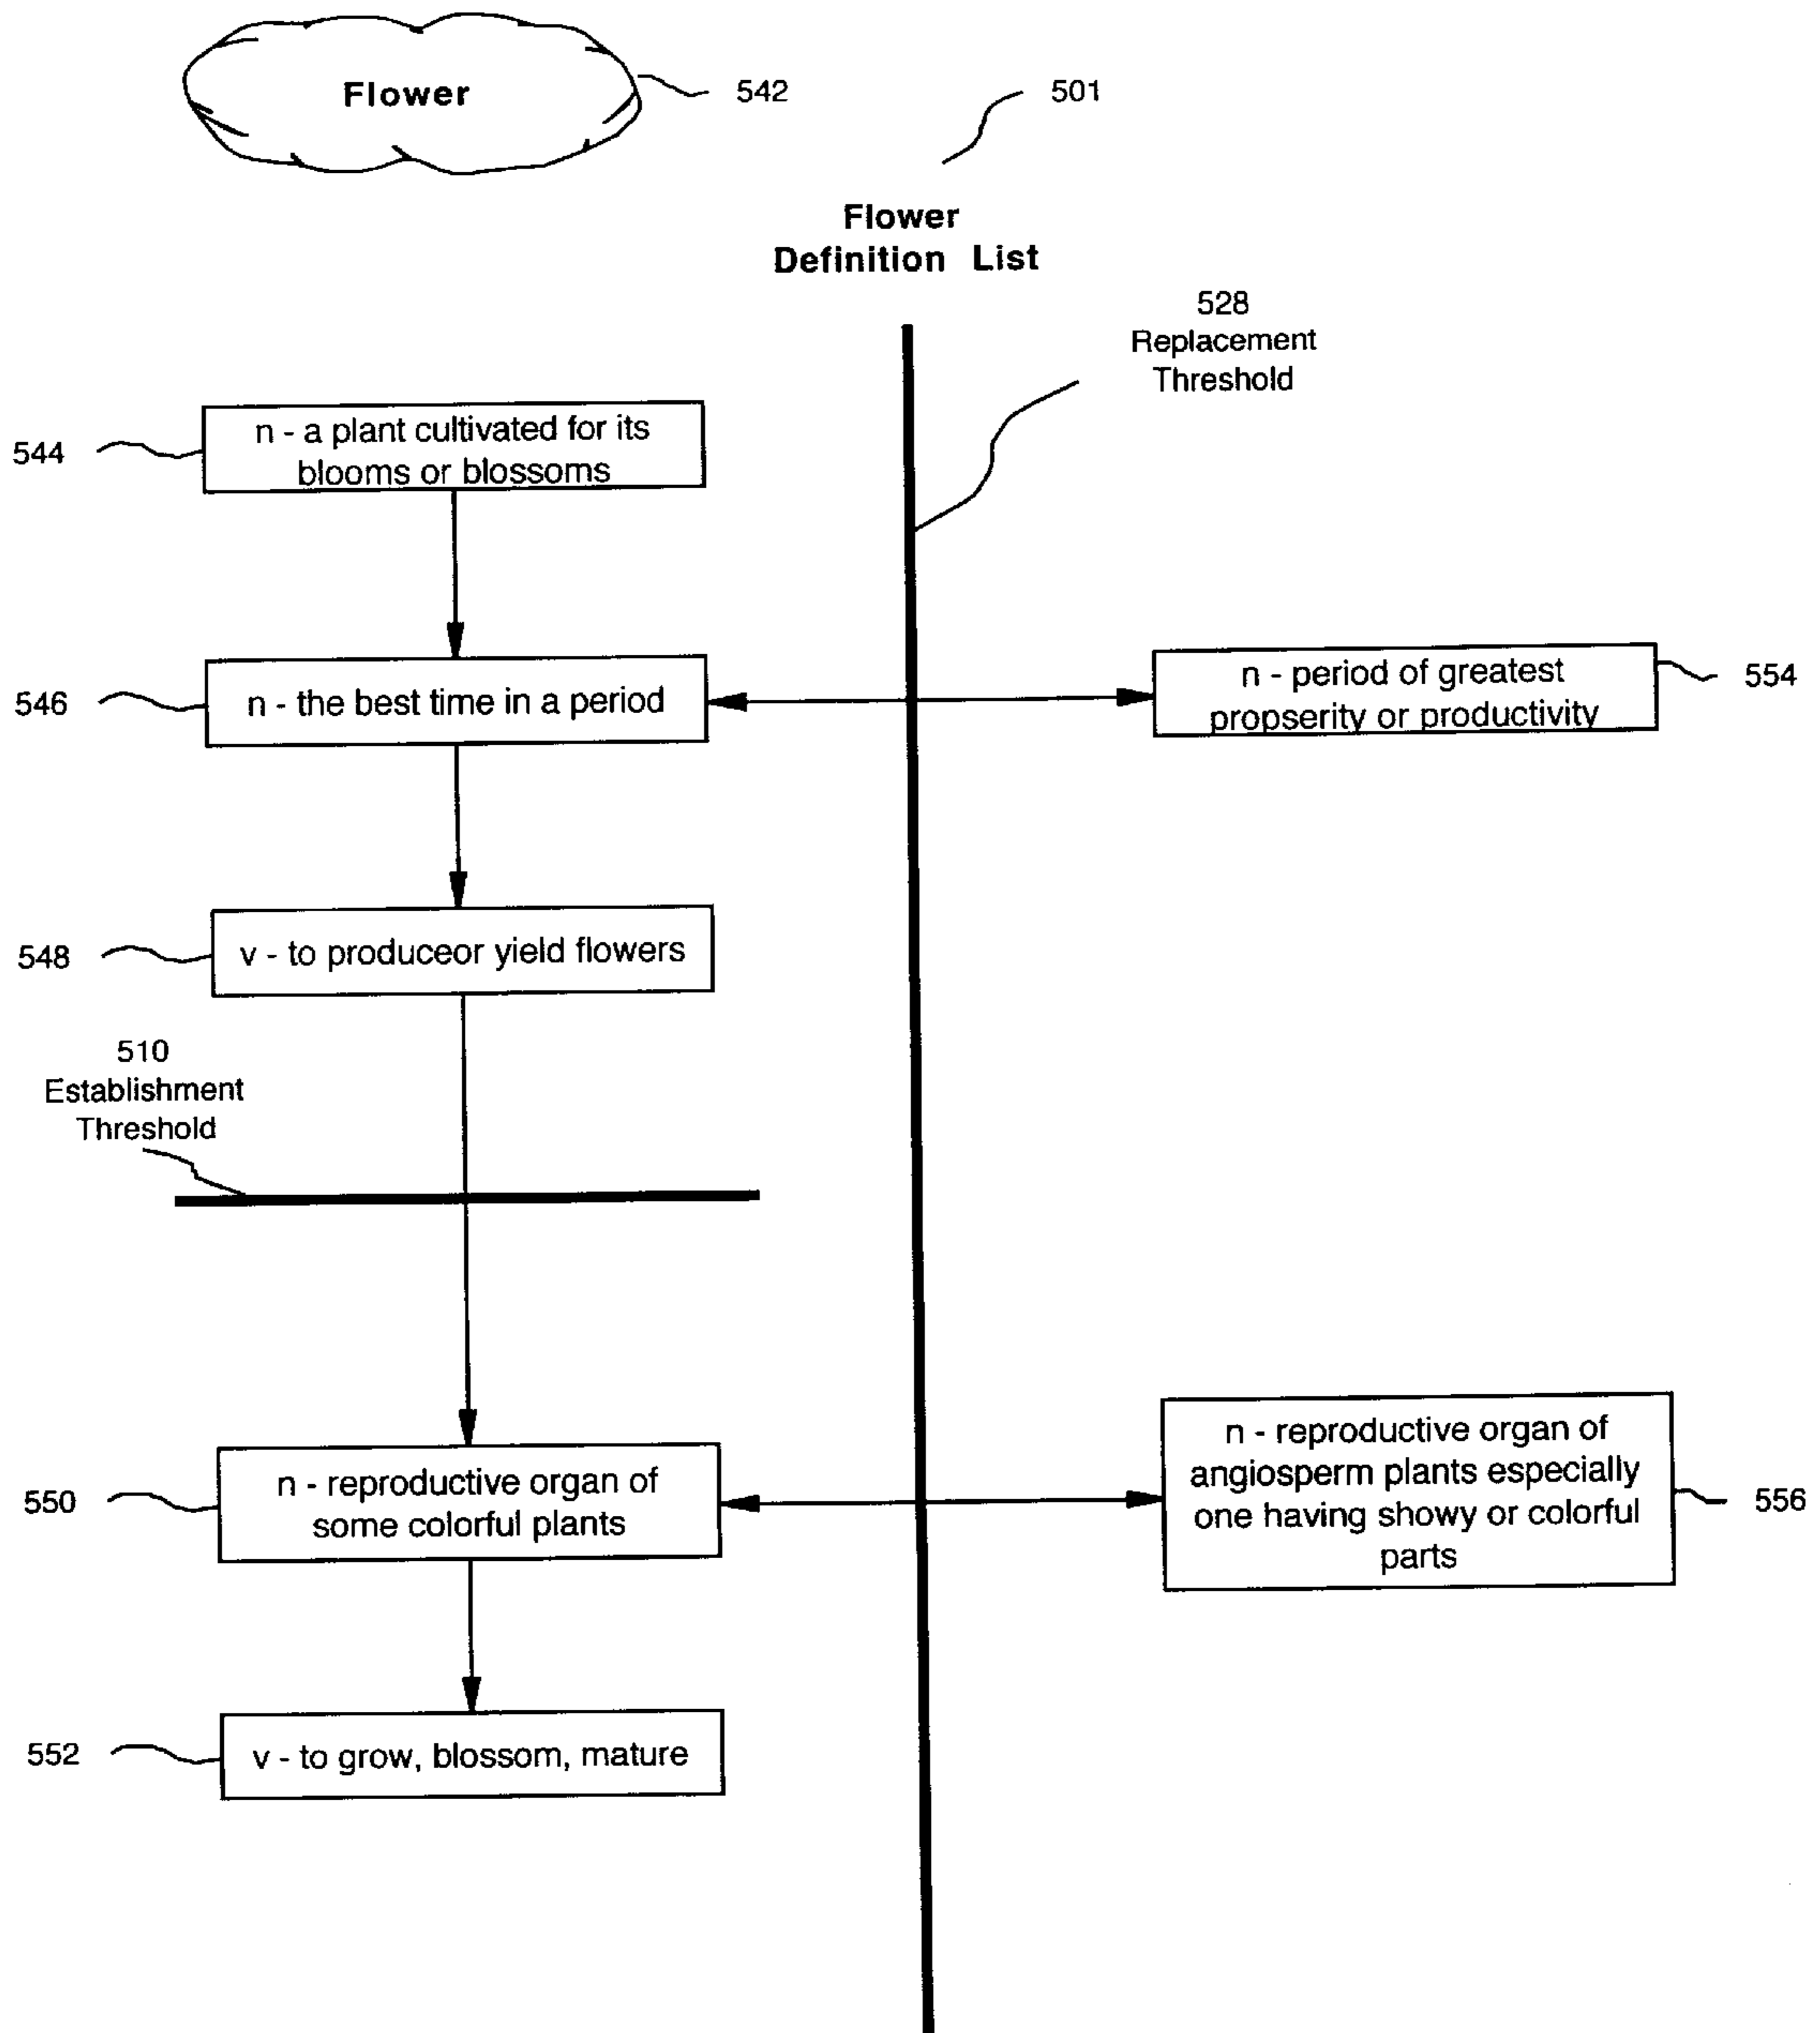 Flower
542
501
Flower
Definition List
528
Replacement
Threshold
544
n - a plant cultivated for its
blooms or blossoms
546
n - the best time in a period
n - period of greatest
propserity or productivity
554
548
v - to produceor yield flowers
510
Establishment
Threshold
550
n - reproductive organ of
some colorful plants
n - reproductive organ of
angiosperm plants especially
one having showy or colorful
parts
556
552
v - to grow, blossom, mature